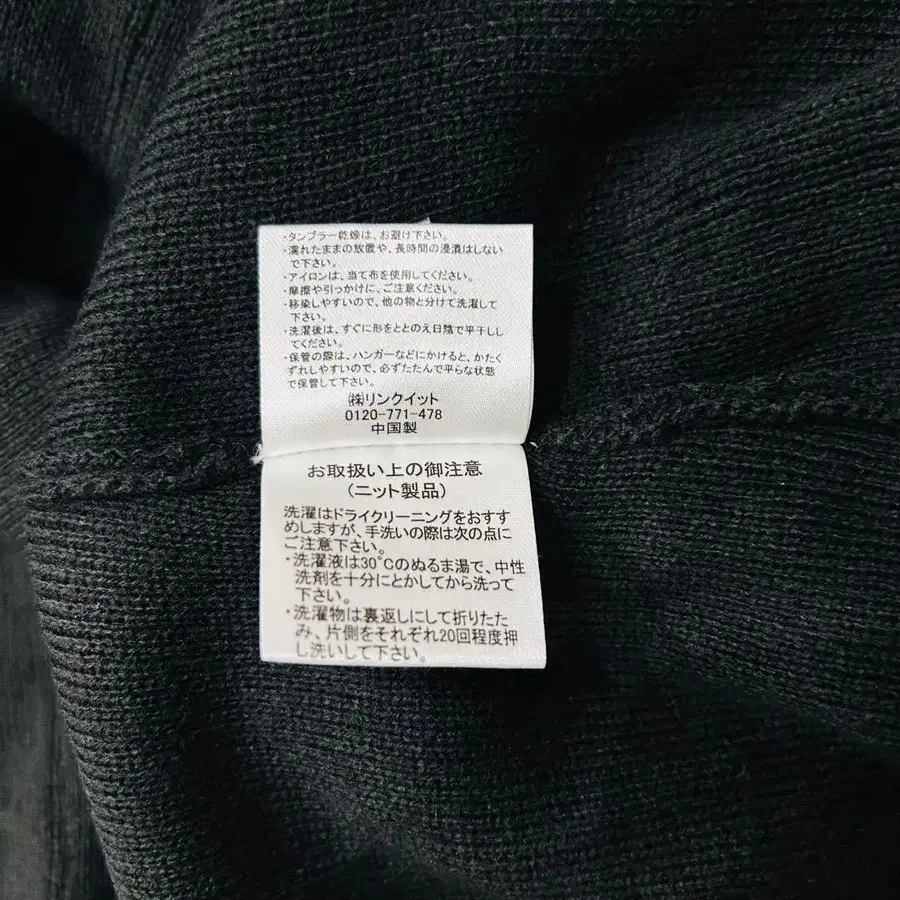 ・タンブラー乾燥は、お避け下さい。
・濡れたままの放置や、長時間の浸漬はしない
で下さい。
・アイロンは、当て布を使用してください。
・摩擦や引っかけに、ご注意ください。
・移染しやすいので、他の物と分けて洗濯して
下さい。
・洗濯後は、すぐに形をととのえ日陰で平干しし
てください。
・保管の際は、ハンガーなどにかけると、かたく
ずれしやすいので、必ずたたんで平らな状態
で保管して下さい。
㈱リンクイット
0120-771-478
中国製
お取扱い上の御注意
(ニット製品)
洗濯はドライクリーニングをおすす
めしますが、手洗いの際は次の点に
ご注意下さい。
・洗濯液は30°Cのぬるま湯で、中性
洗剤を十分にとかしてから洗って
下さい。
・洗濯物は裏返しにして折りたた
み、片側をそれぞれ20回程度押
し洗いして下さい。